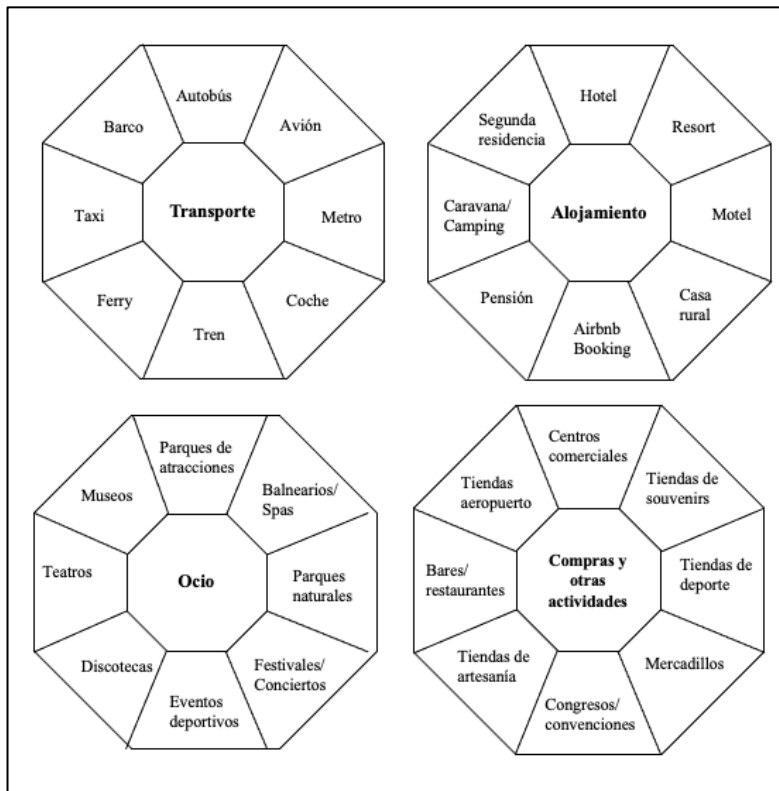 Transporte
Autobús
Avión
Metro
Coche
Tren
Ferry
Taxi
Barco
Alojamiento
Hotel
Resort
Motel
Casa
rural
Airbnb
Booking
Pensión
Caravana/
Camping
Segunda
residencia
Ocio
Parques de
atracciones
Balnearios/
Spas
Parques
naturales
Festivales/
Conciertos
Eventos
deportivos
Discotecas
Teatros
Museos
Compras y
otras
actividades
Centros
comerciales
Tiendas de
souvenirs
Tiendas de
deporte
Mercadillos
Congresos/
convenciones
Tiendas de
artesanía
Bares/
restaurantes
Tiendas
aeropuerto